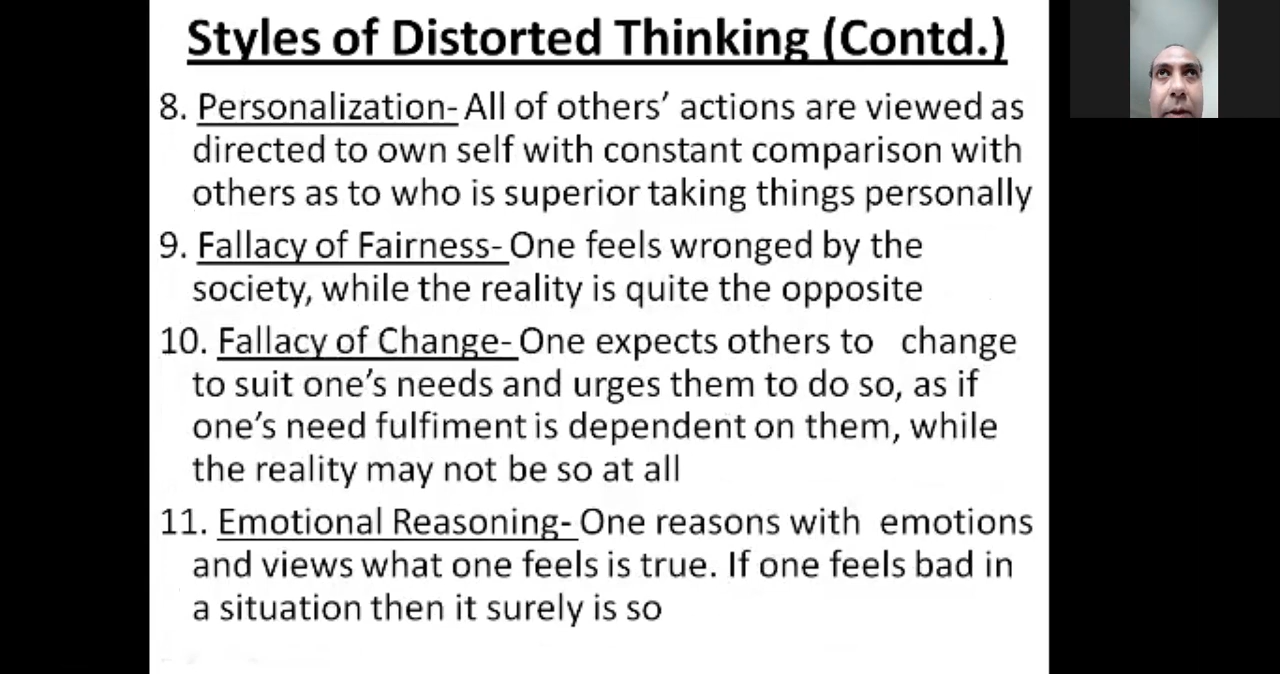 Styles of Distorted Thinking (Contd.)
8. Personalization- All of others’ actions are viewed as
directed to own self with constant comparison with
others as to who is superior taking things personally
9. Fallacy of Fairness- One feels wronged by the
society, while the reality is quite the opposite
10. Fallacy of Change- One expects others to change
to suit one’s needs and urges them to do so, as if
one’s need fulfiment is dependent on them, while
the reality may not be so at all
11. Emotional Reasoning- One reasons with emotions
and views what one feels is true. If one feels bad in
a situation then it surely is so